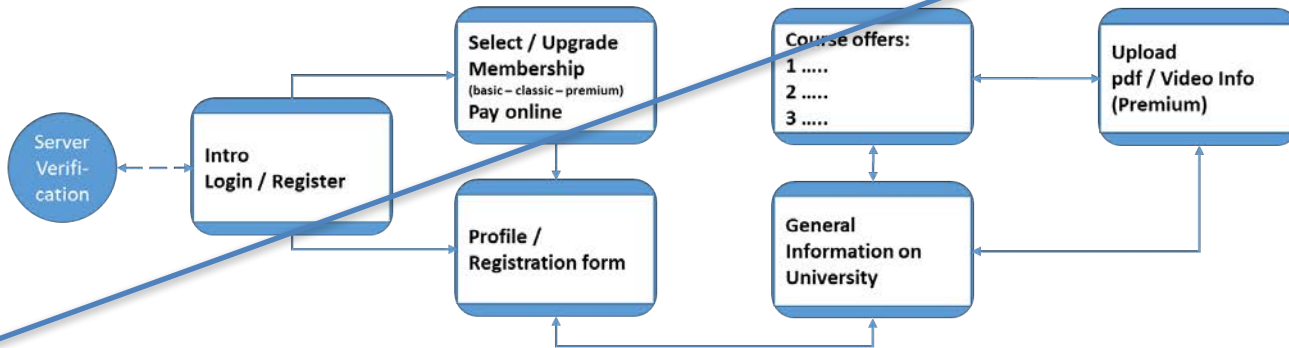 Server
Verifi-
cation
Intro
Login / Register
Select / Upgrade
Membership
(basic – classic – premium)
Pay online
Profile /
Registration form
Course offers:
1 .....
2 .....
3 .....
General
Information on
University
Upload
pdf / Video Info
(Premium)